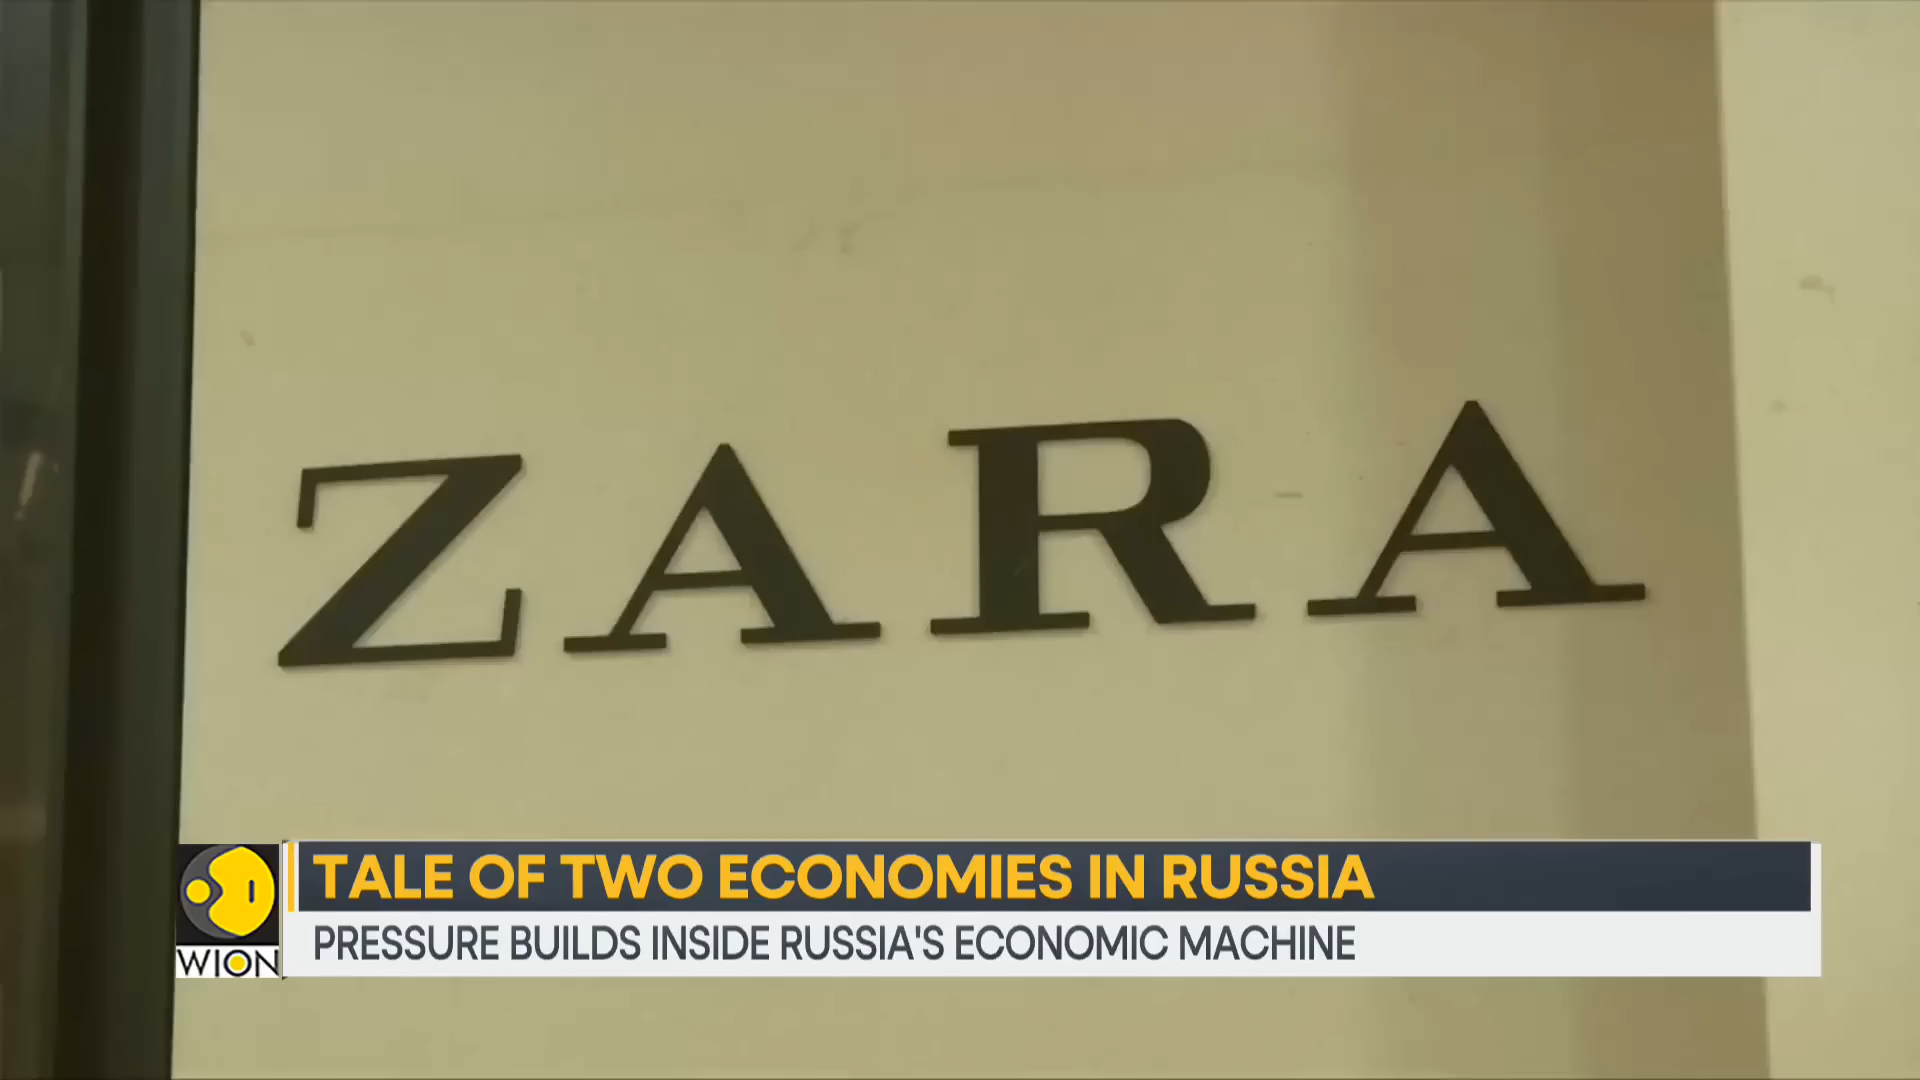 ZARA
TALE OF TWO ECONOMIES IN RUSSIA
PRESSURE BUILDS INSIDE RUSSIA'S ECONOMIC MACHINE
WION